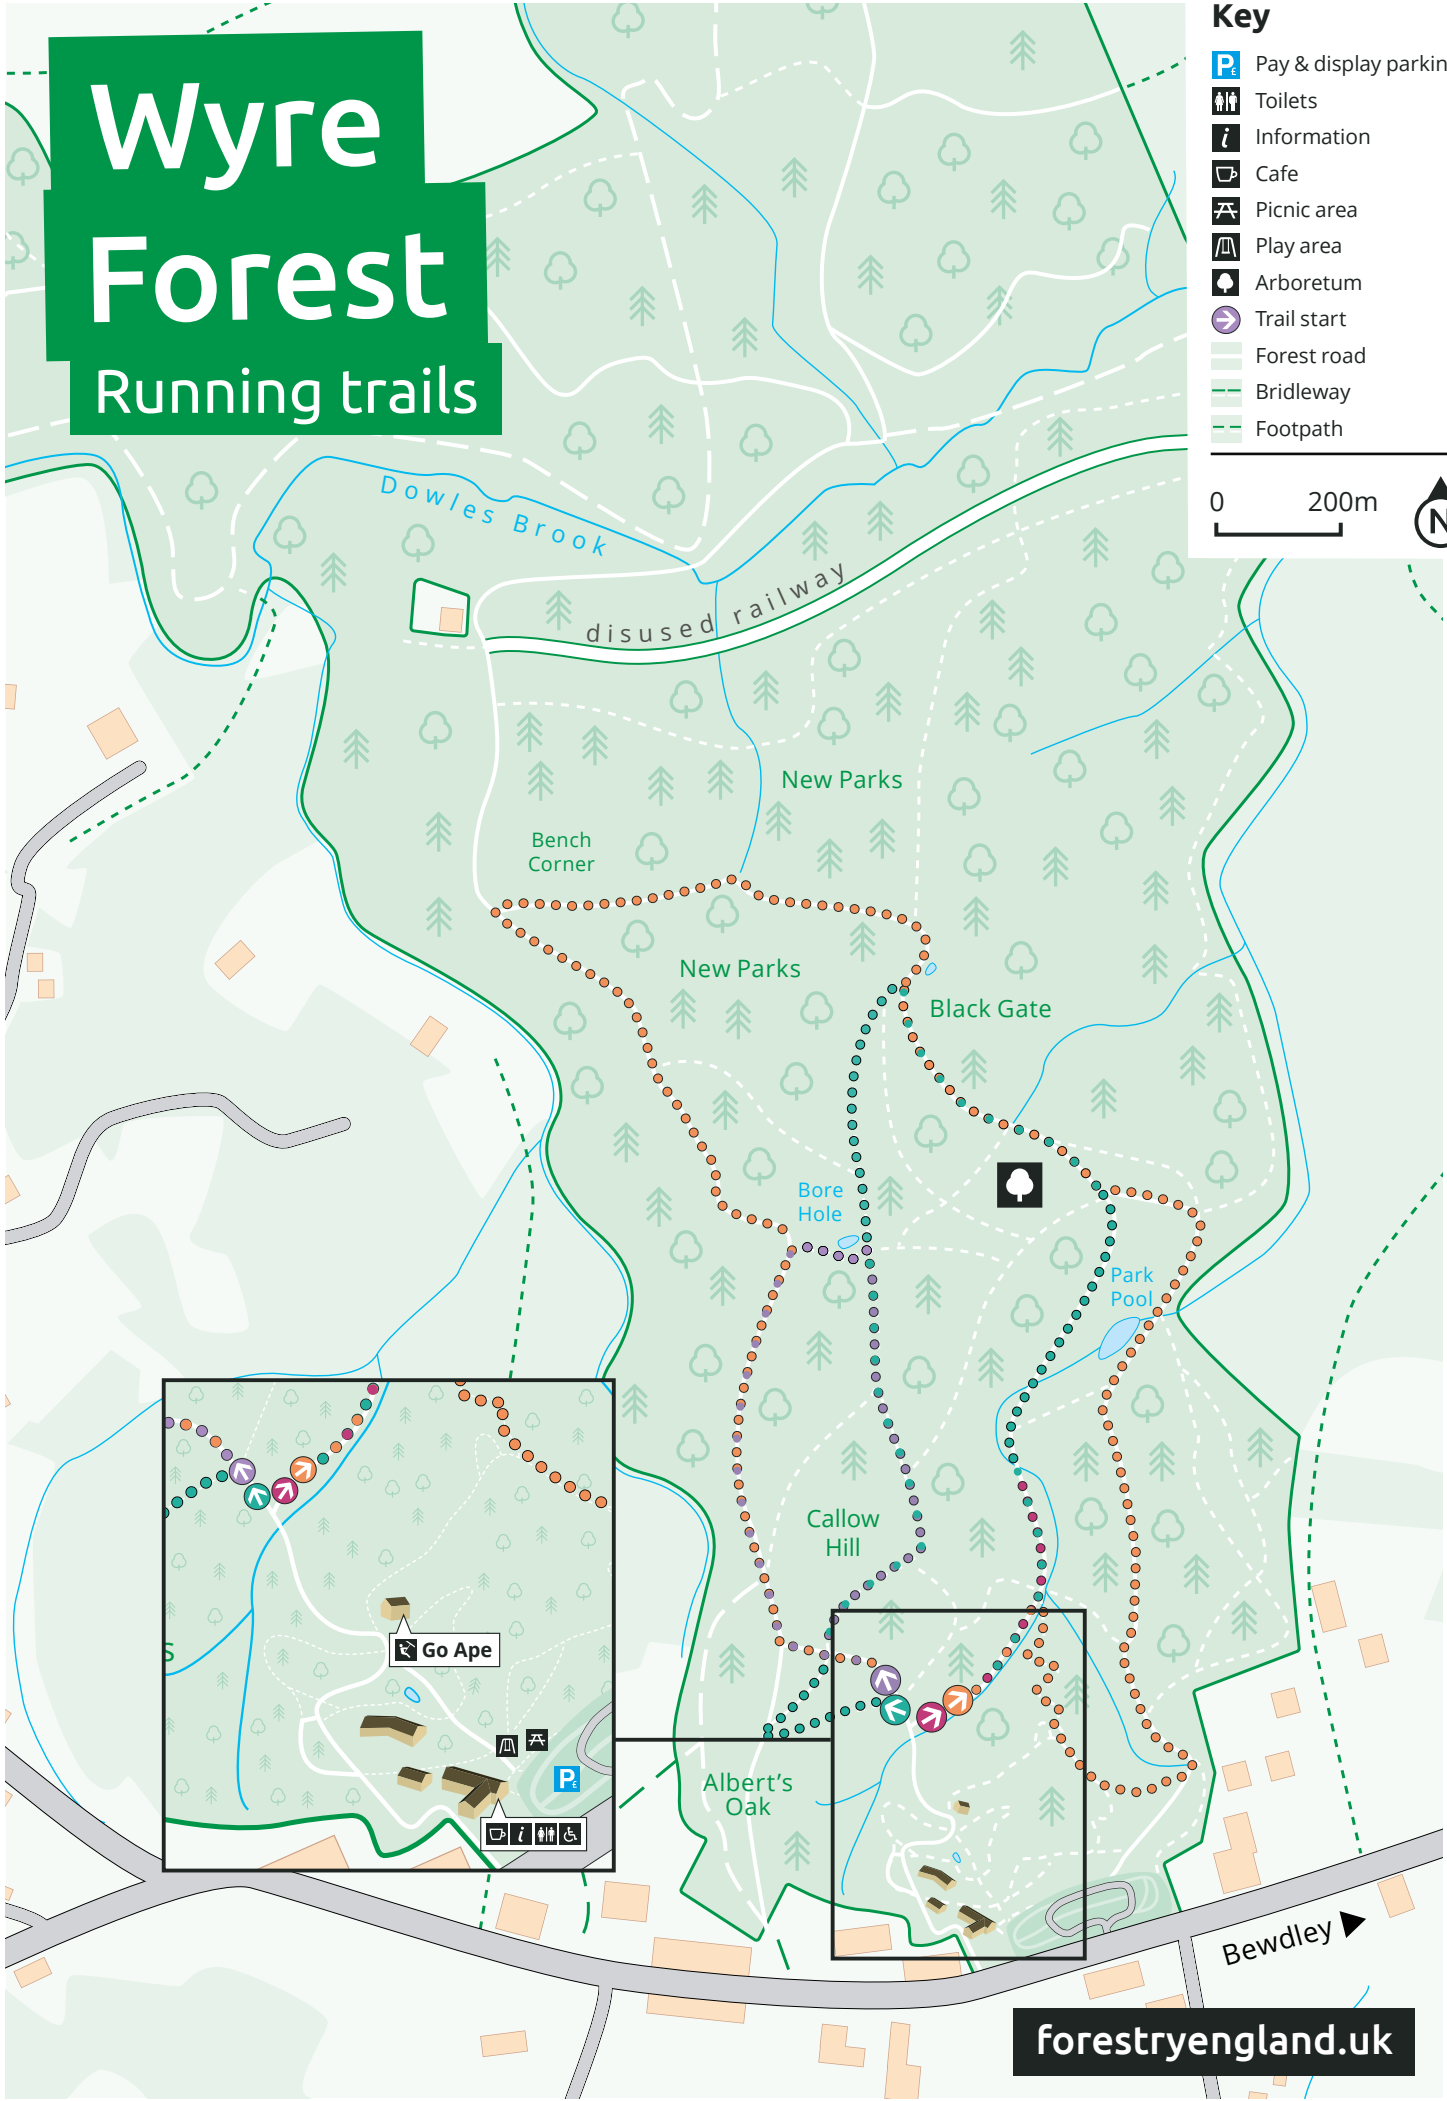 Wyre
Forest
Running trails
Key
Pay & display parkin
Toilets
Information
Cafe
Picnic area
Play area
Arboretum
Trail start
Forest road
Bridleway
Footpath
0 200m
N
Dowles Brook
disused railway
New Parks
Bench
Corner
New Parks
Black Gate
Bore
Hole
Park
Pool
Callow
Hill
s
Go Ape
P£
Albert's
Oak
Bewdley
forestryengland.uk